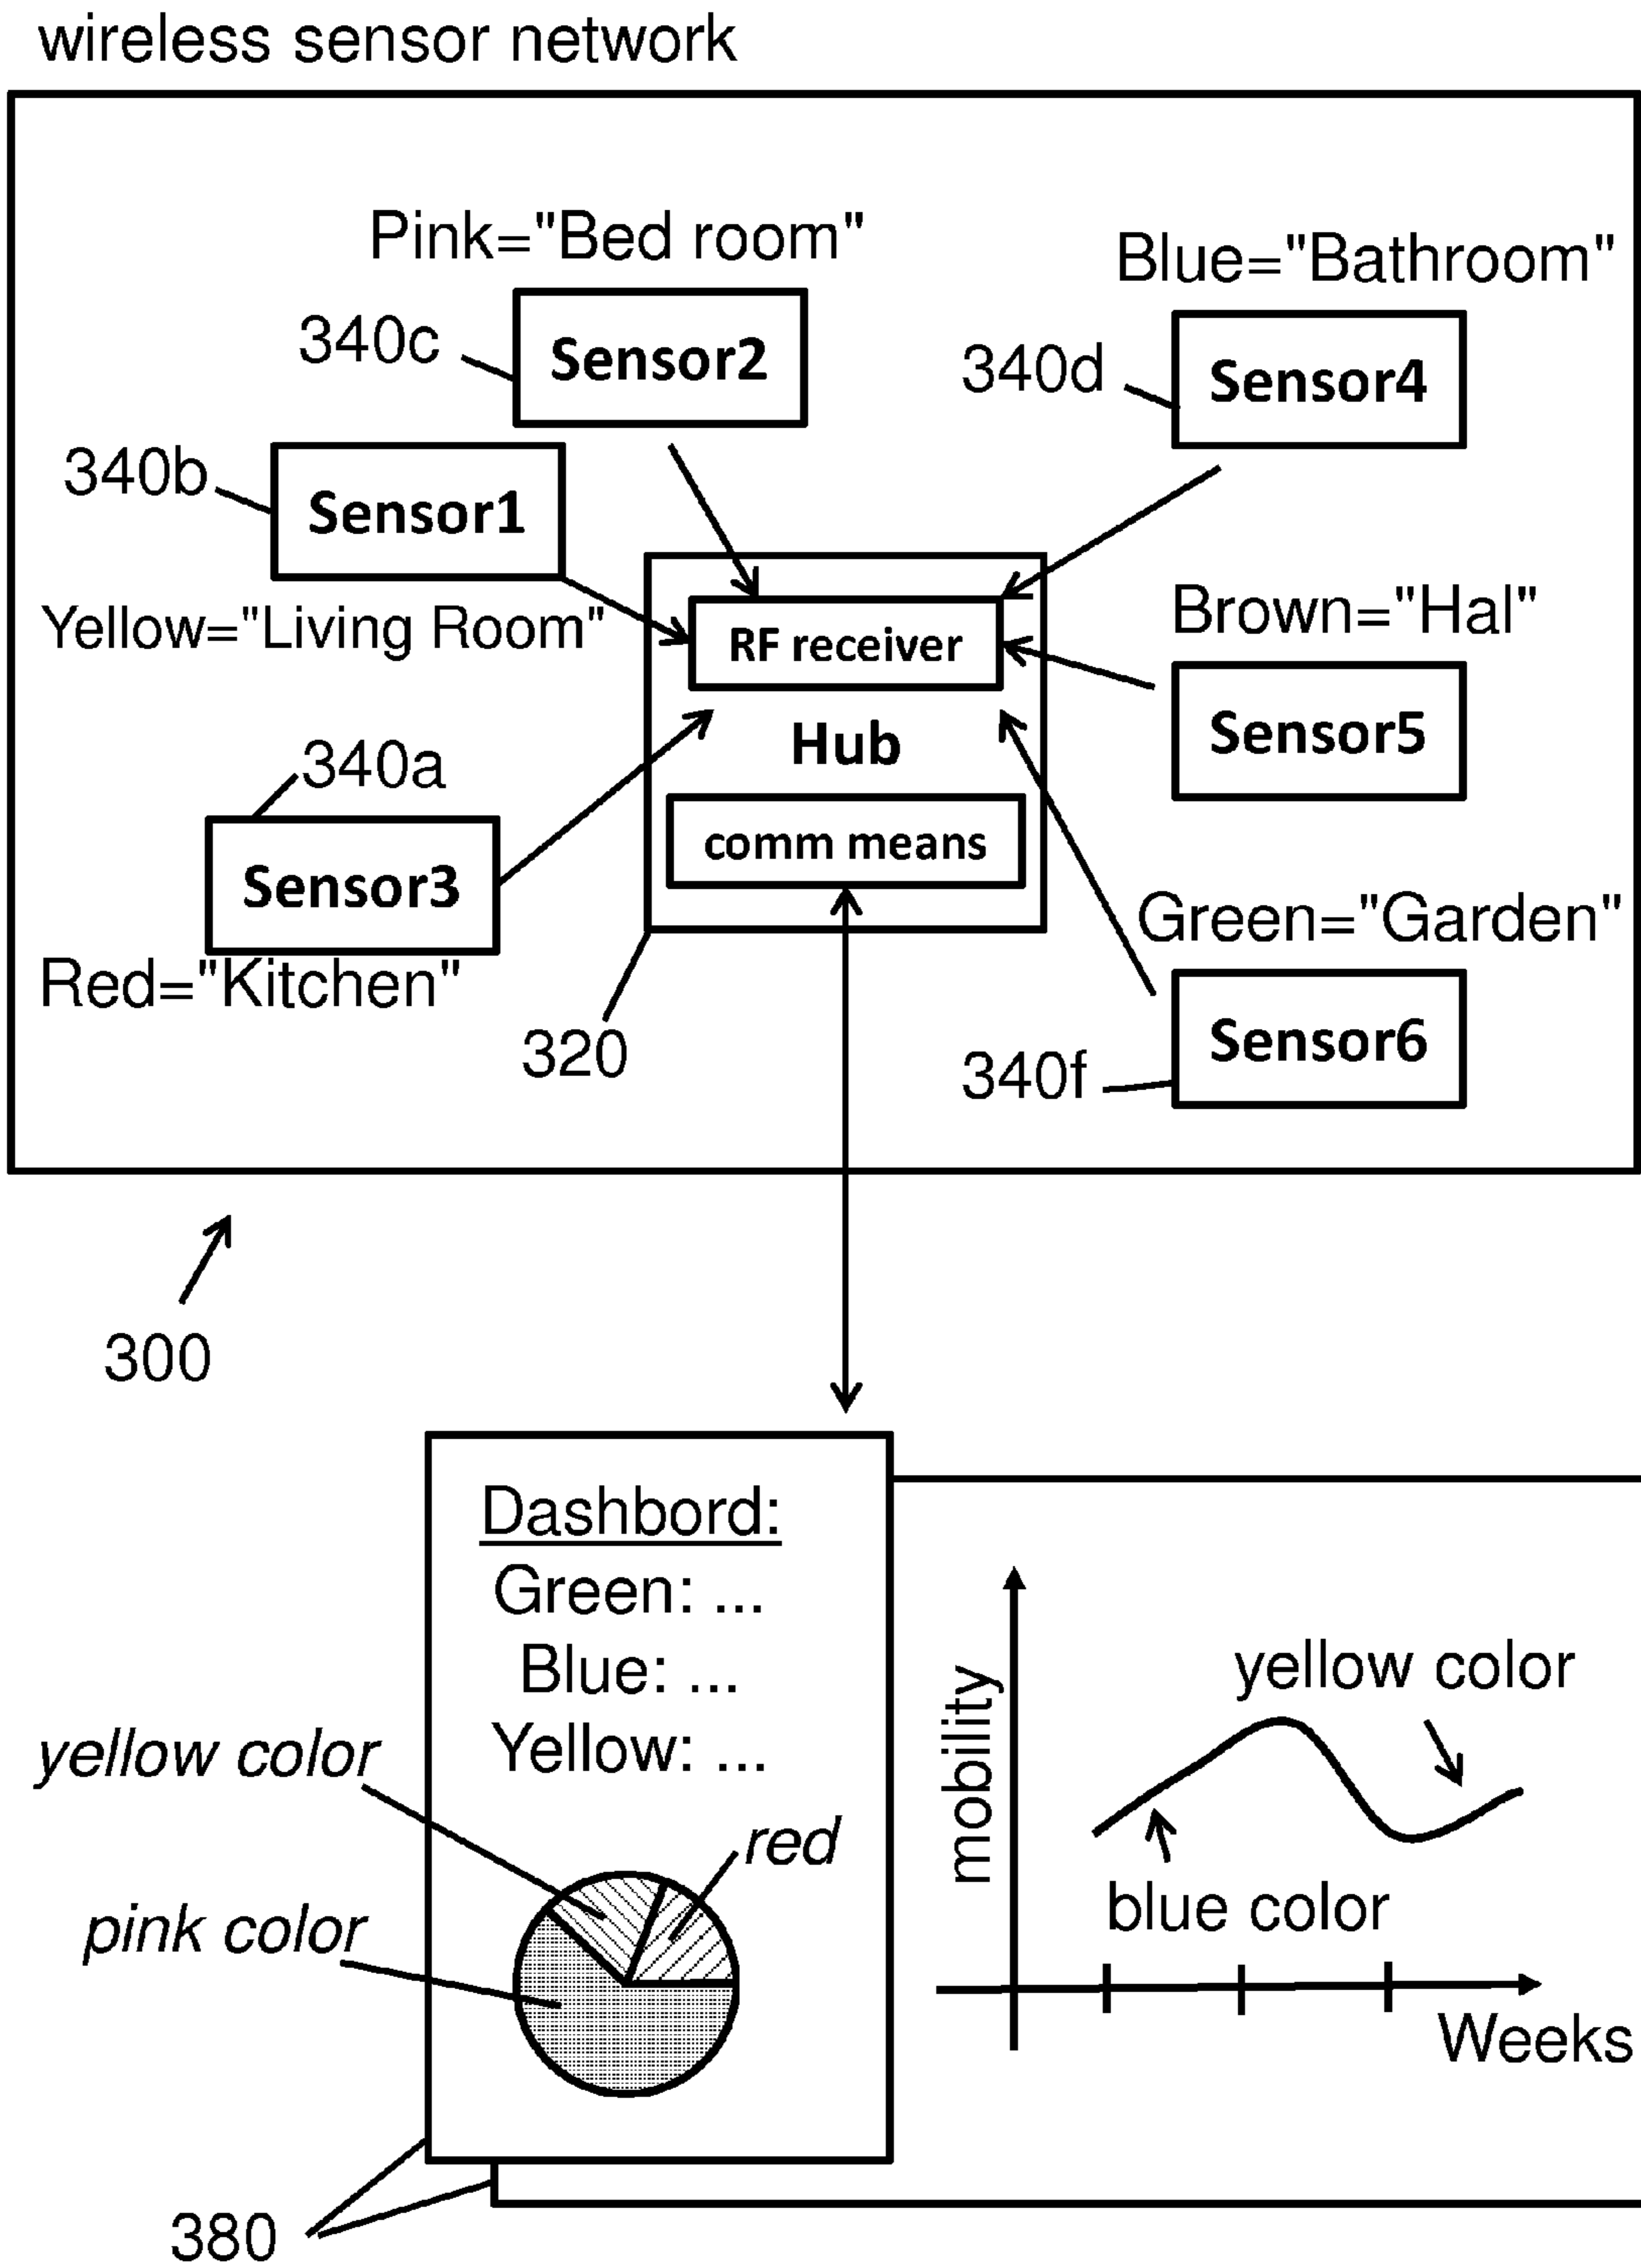 wireless sensor network
Pink="Bed room"
Blue="Bathroom"
340c
Sensor2
340d
Sensor4
340b
Sensor1
Yellow="Living Room"
RF receiver
Brown="Hal"
Hub
Sensor5
340a
comm means
Sensor3
Green="Garden"
Red="Kitchen"
320
Sensor6
340f
300
Dashbord:
Green: ...
Blue: ...
Yellow: ...
yellow color
red
pink color
mobility
yellow color
blue color
Weeks
380